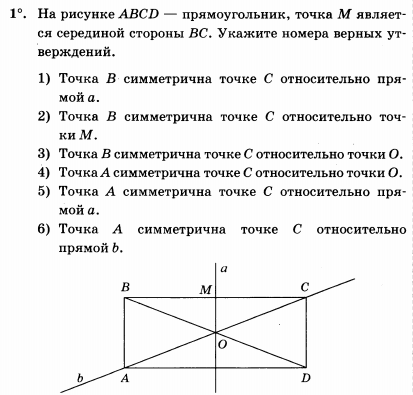 1°. На рисунке ABCD — прямоугольник, точка M являет-
ся серединой стороны BC. Укажите номера верных ут-
верждений.
1) Точка B симметрична точке C относительно пря-
мой a.
2) Точка B симметрична точке C относительно точ-
ки M.
3) Точка B симметрична точке C относительно точки O.
4) Точка A симметрична точке C относительно точки O.
5) Точка A симметрична точке C относительно пря-
мой a.
6) Точка A симметрична точке C относительно
прямой b.
a
B M C
O
b A D